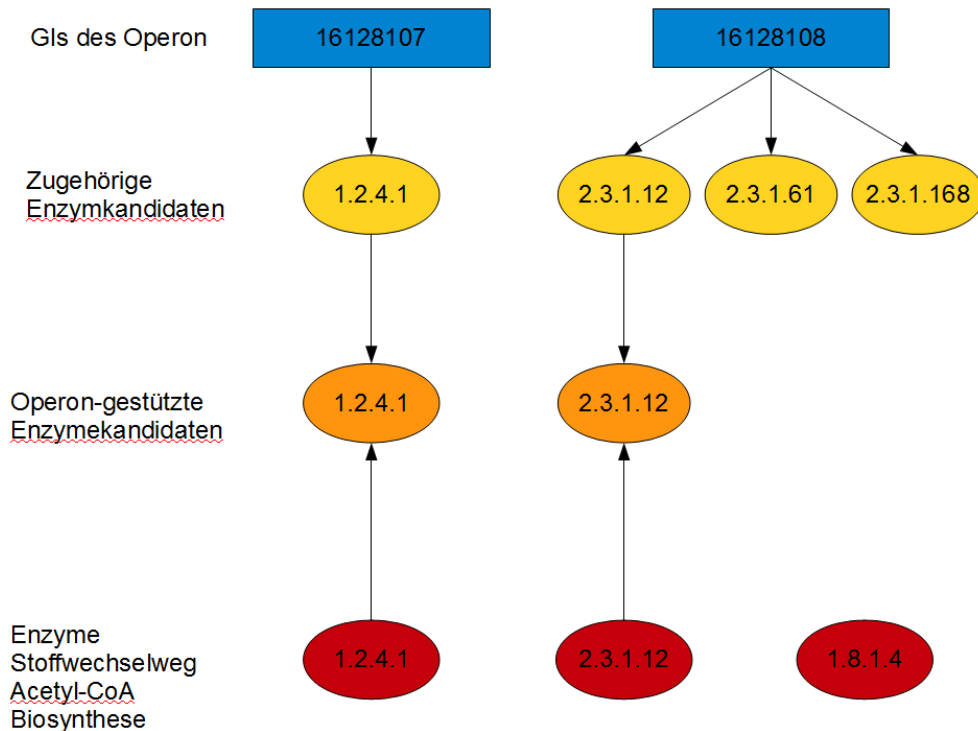 GIs des Operon
16128107
16128108
Zugehörige
Enzymkandidaten
1.2.4.1
2.3.1.12
2.3.1.61
2.3.1.168
Operon-gestützte
Enzymekandidaten
1.2.4.1
2.3.1.12
Enzyme
Stoffwechselweg
Acetyl-CoA
Biosynthese
1.2.4.1
2.3.1.12
1.8.1.4